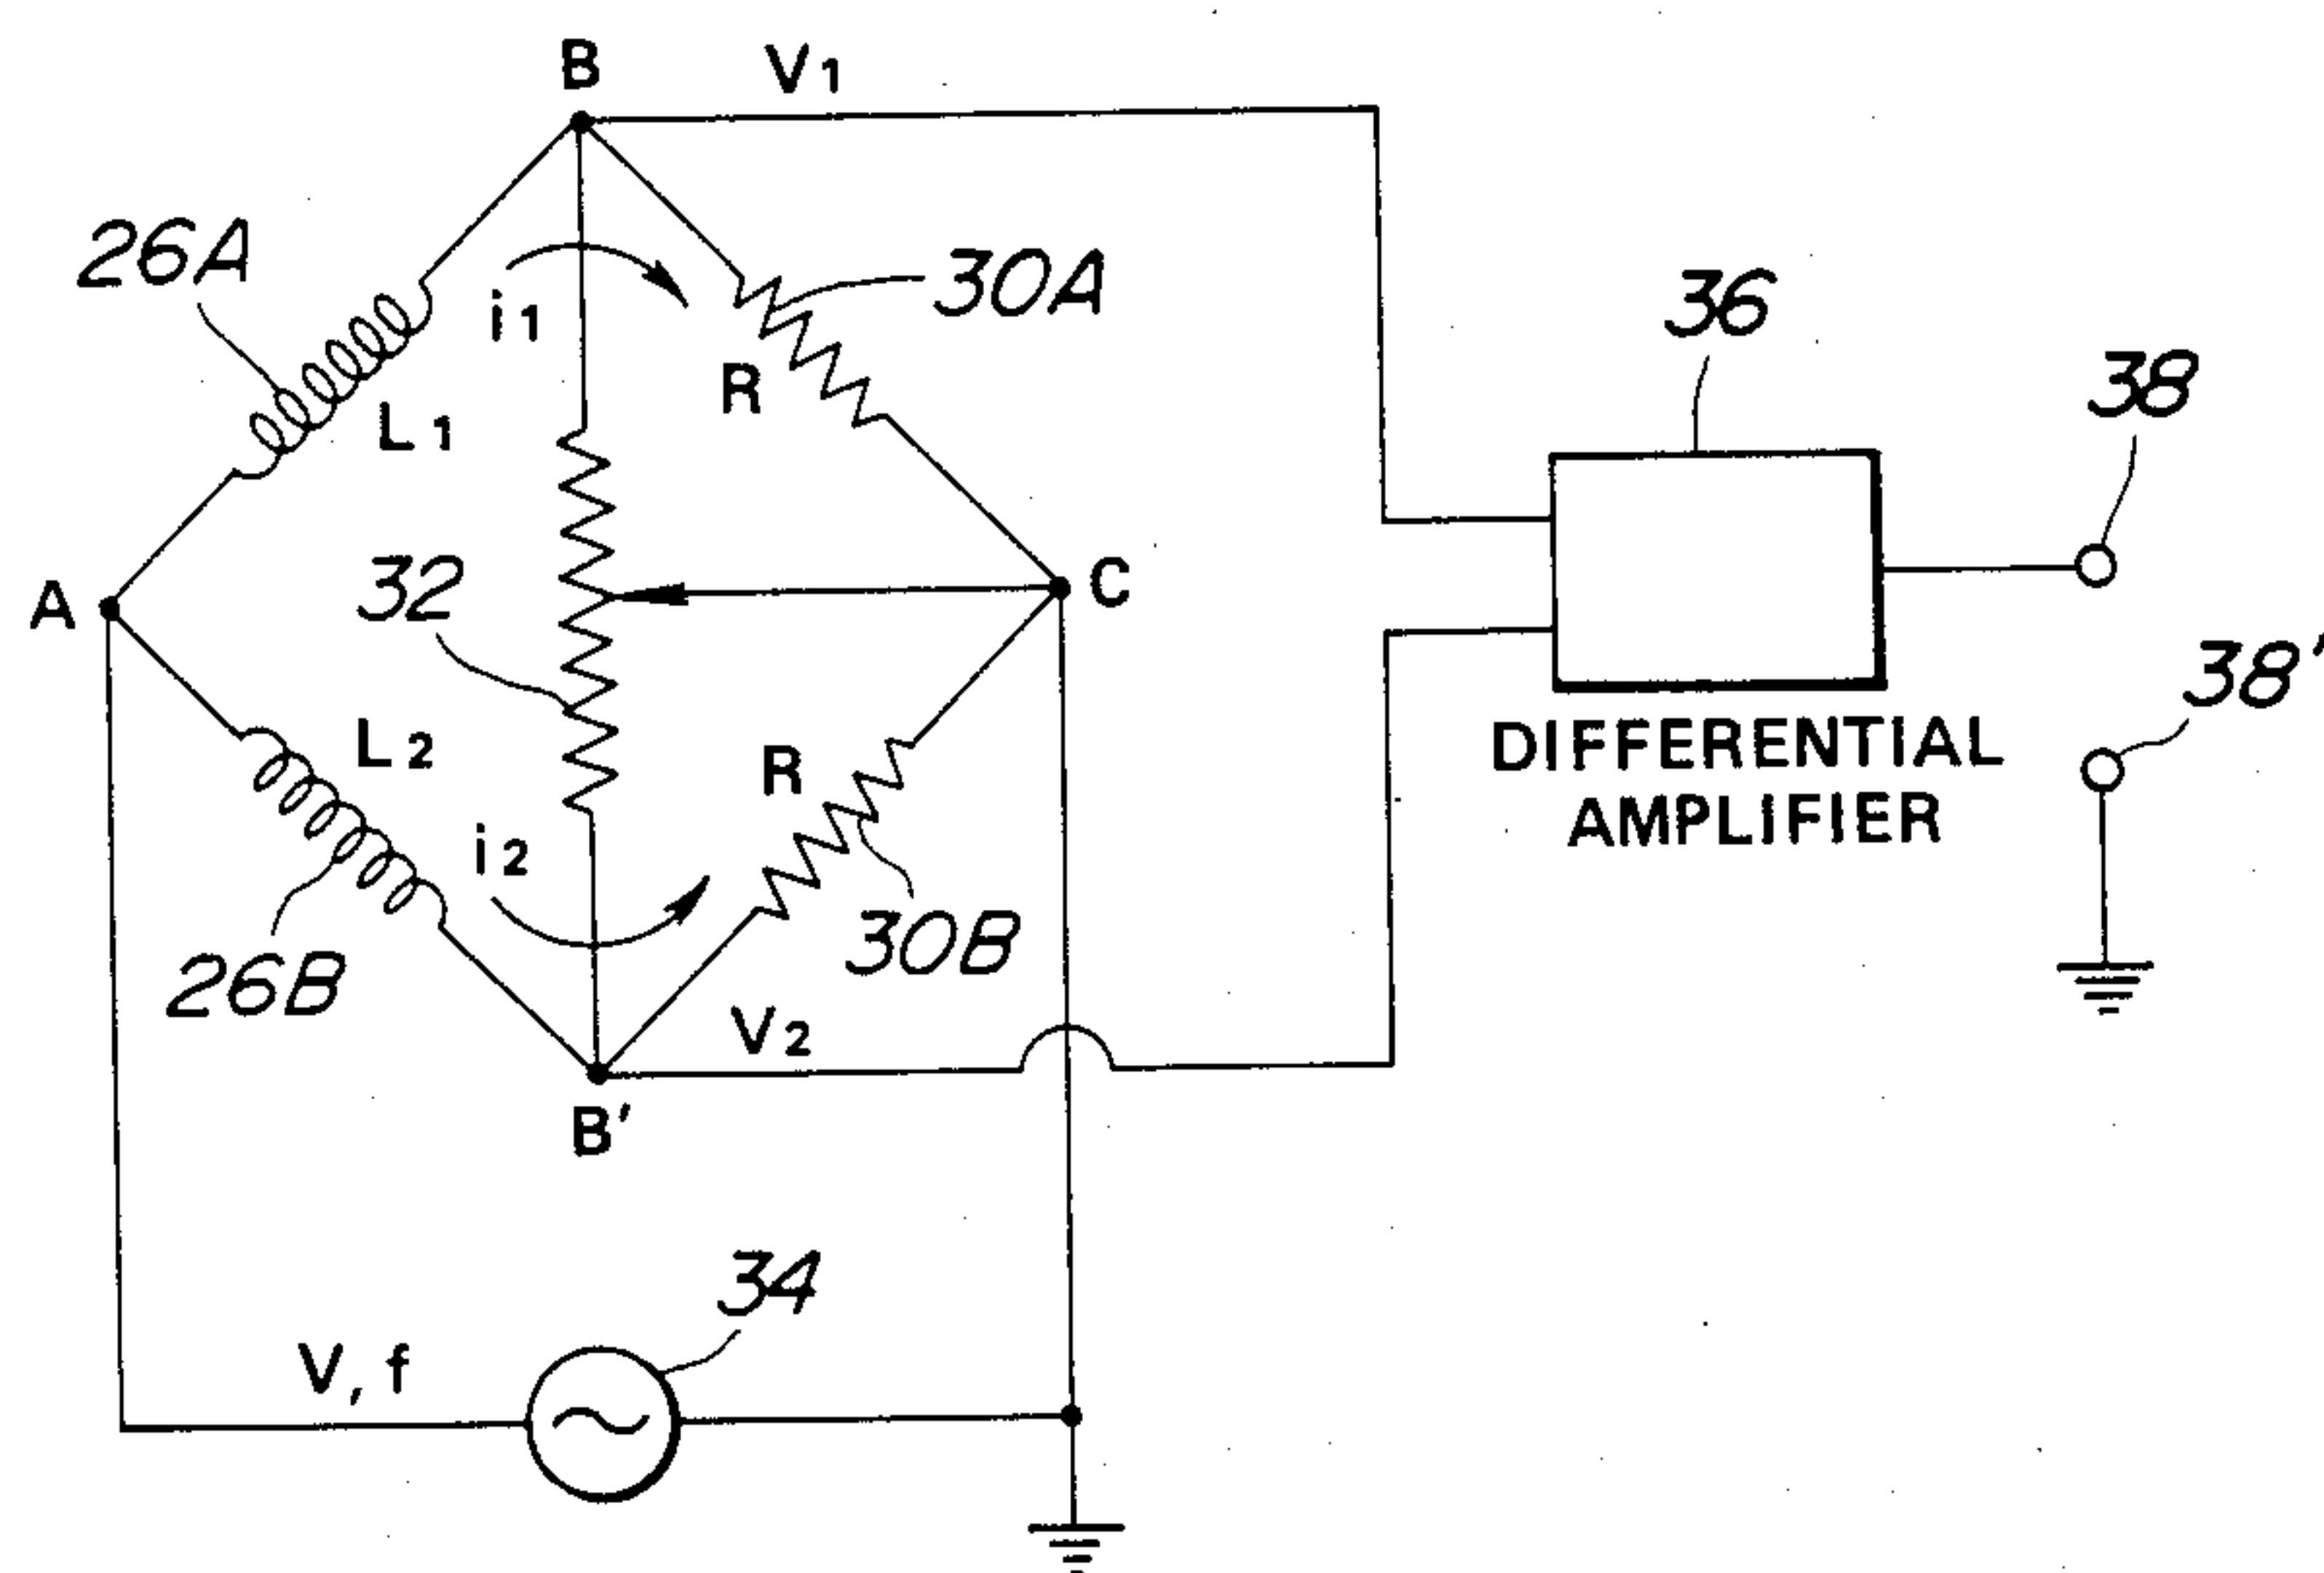 B
V1
26A
i1
30A
R
36
38
L1
32
A
C
38'
L2
R
DIFFERENTIAL
AMPLIFIER
i2
30B
26B
V2
B'
34
V, f